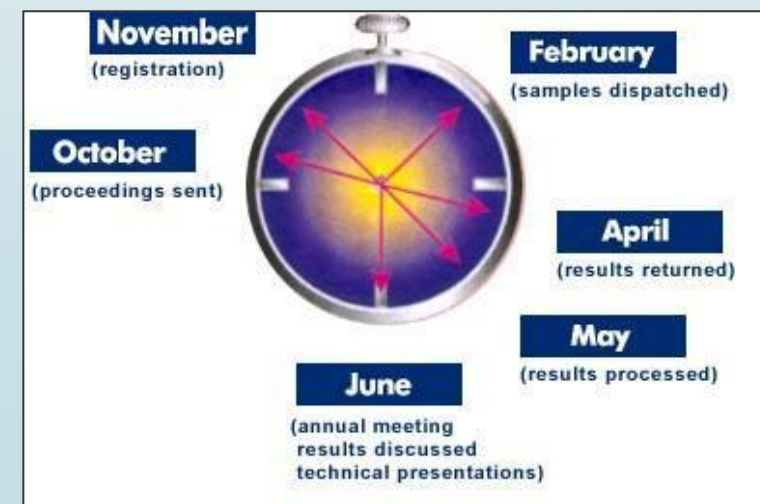 November
(registration)
February
(samples dispatched)
October
(proceedings sent)
April
(results returned)
May
(results processed)
June
(annual meeting
results discussed
technical presentations)